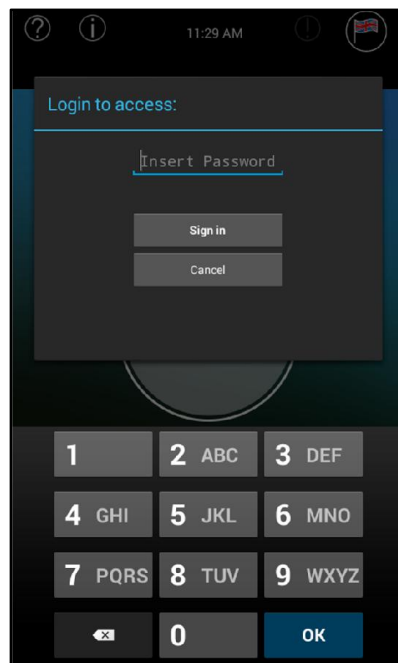 ? i 11:29 AM !
Login to access:
Insert Password
Sign in
Cancel
1 2 ABC 3 DEF
4 GHI 5 JKL 6 MNO
7 PQRS 8 TUV 9 WXYZ
0 OK